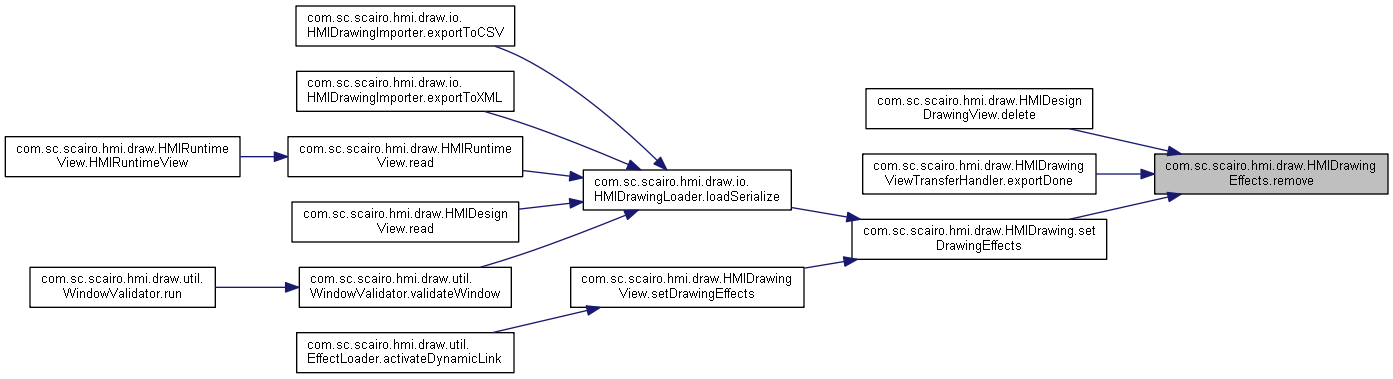 com.sc.scairo.hmi.draw.io.
HMIDrawingImporter.exportToCSV
com.sc.scairo.hmi.draw.io.
HMIDrawingImporter.exportToXML
com.sc.scairo.hmi.draw.HMIRuntime
View.HMIRuntimeView
com.sc.scairo.hmi.draw.HMIRuntime
View.read
com.sc.scairo.hmi.draw.HMIDesign
View.read
com.sc.scairo.hmi.draw.util.
WindowValidator.run
com.sc.scairo.hmi.draw.util.
WindowValidator.validateWindow
com.sc.scairo.hmi.draw.util.
EffectLoader.activateDynamicLink
com.sc.scairo.hmi.draw.io.
HMIDrawingLoader.loadSerialize
com.sc.scairo.hmi.draw.HMIDrawing
View.setDrawingEffects
com.sc.scairo.hmi.draw.HMIDesign
DrawingView.delete
com.sc.scairo.hmi.draw.HMIDrawing
ViewTransferHandler.exportDone
com.sc.scairo.hmi.draw.HMIDrawing.set
DrawingEffects
com.sc.scairo.hmi.draw.HMIDrawing
Effects.remove